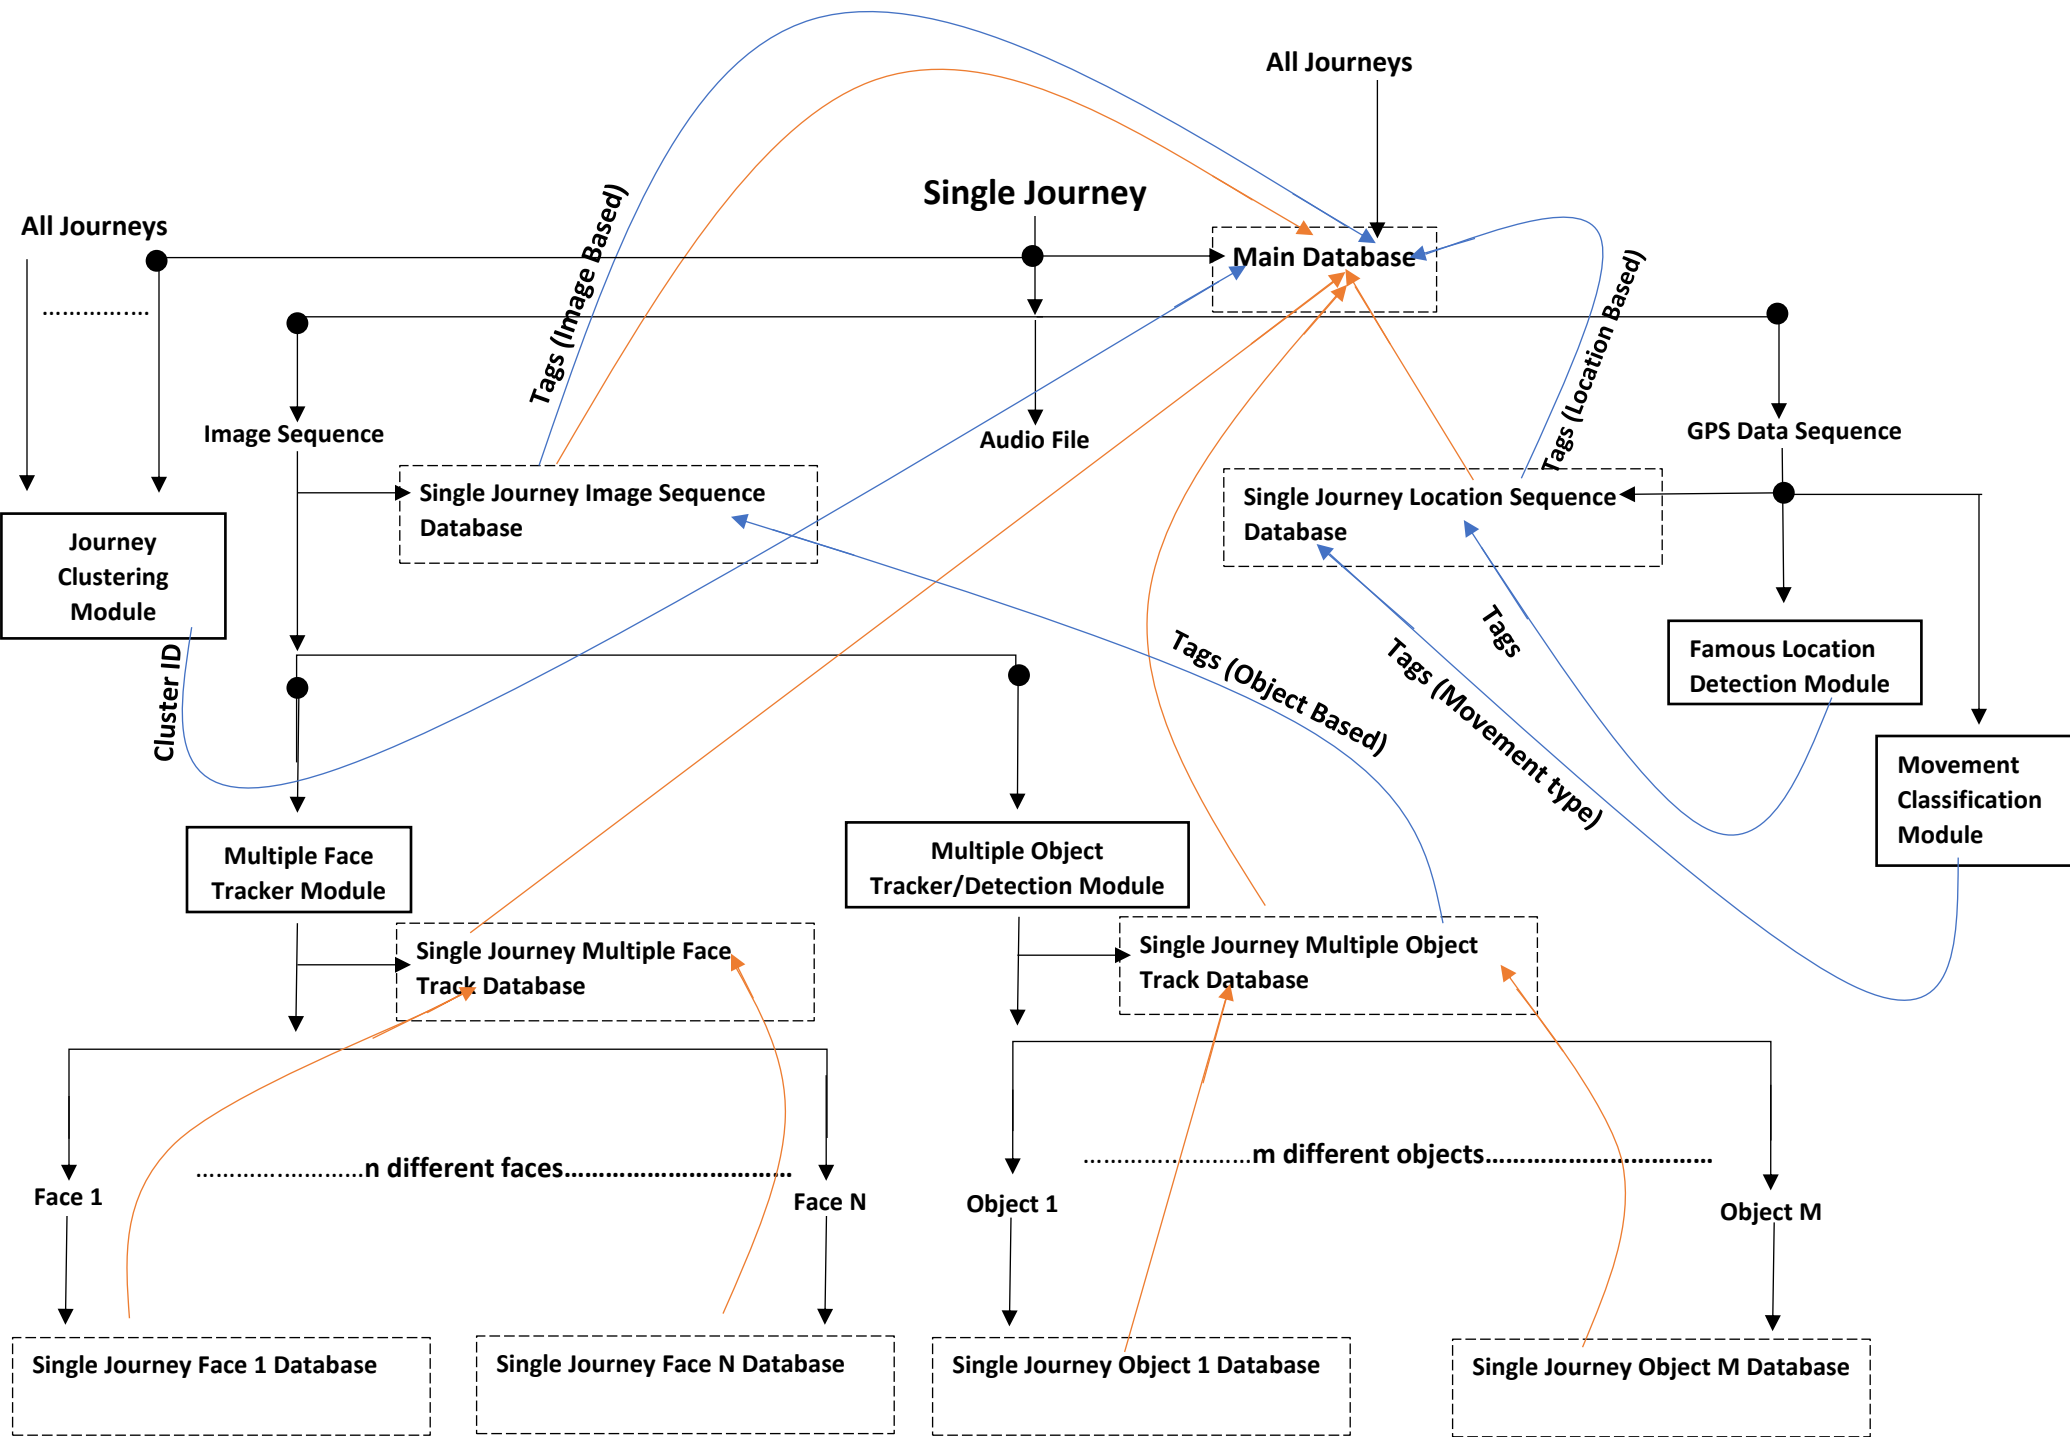 All Journeys
Single Journey
All Journeys
Main Database
Tags (Image Based)
Tags (Location Based)
…………….…
Image Sequence
Audio File
GPS Data Sequence
Single Journey Image Sequence
Database
Single Journey Location Sequence
Database
Journey
Clustering
Module
Cluster ID
Tags (Object Based)
Tags (Movement type)
Tags
Famous Location
Detection Module
Movement
Classification
Module
Multiple Face
Tracker Module
Multiple Object
Tracker/Detection Module
Single Journey Multiple Face
Track Database
Single Journey Multiple Object
Track Database
……………………n different faces……………………………
……………………m different objects……………………………
Face 1
Face N
Object 1
Object M
Single Journey Face 1 Database
Single Journey Face N Database
Single Journey Object 1 Database
Single Journey Object M Database